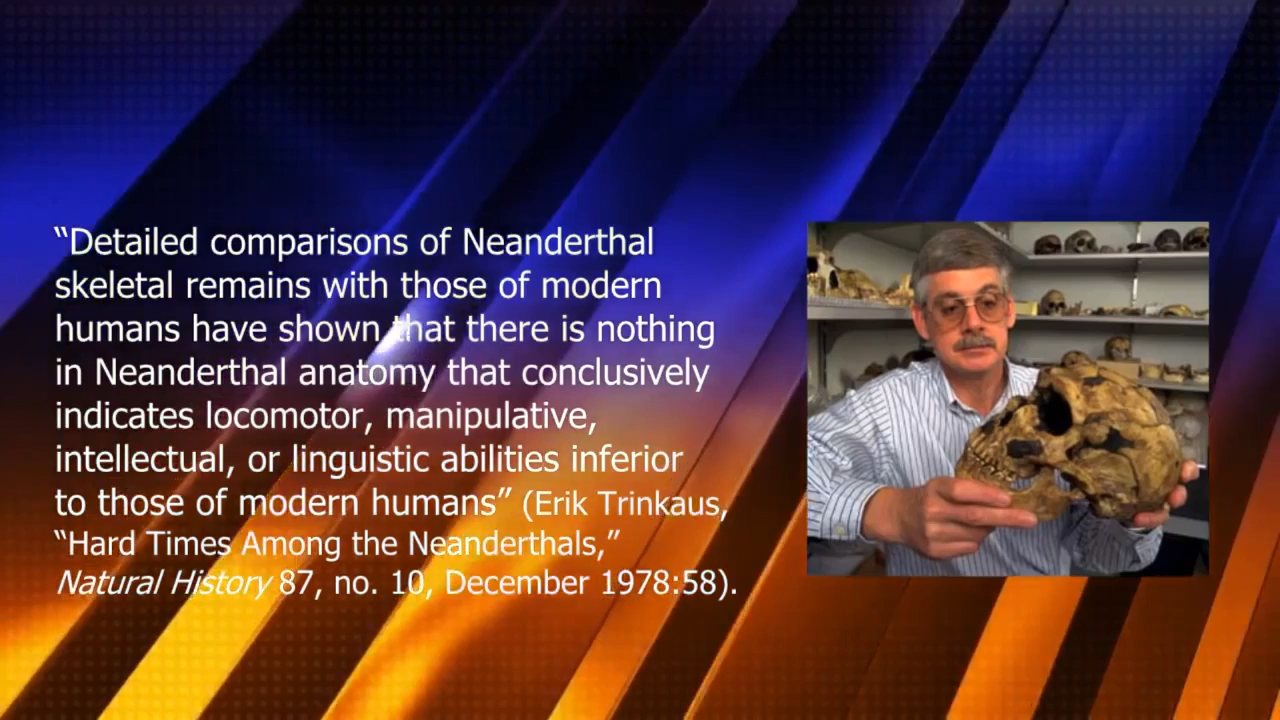 “Detailed comparisons of Neanderthal
skeletal remains with those of modern
humans have shown that there is nothing
in Neanderthal anatomy that conclusively
indicates locomotor, manipulative,
intellectual, or linguistic abilities inferior
to those of modern humans” (Erik Trinkaus,
“Hard Times Among the Neanderthals,”
Natural History 87, no. 10, December 1978:58).